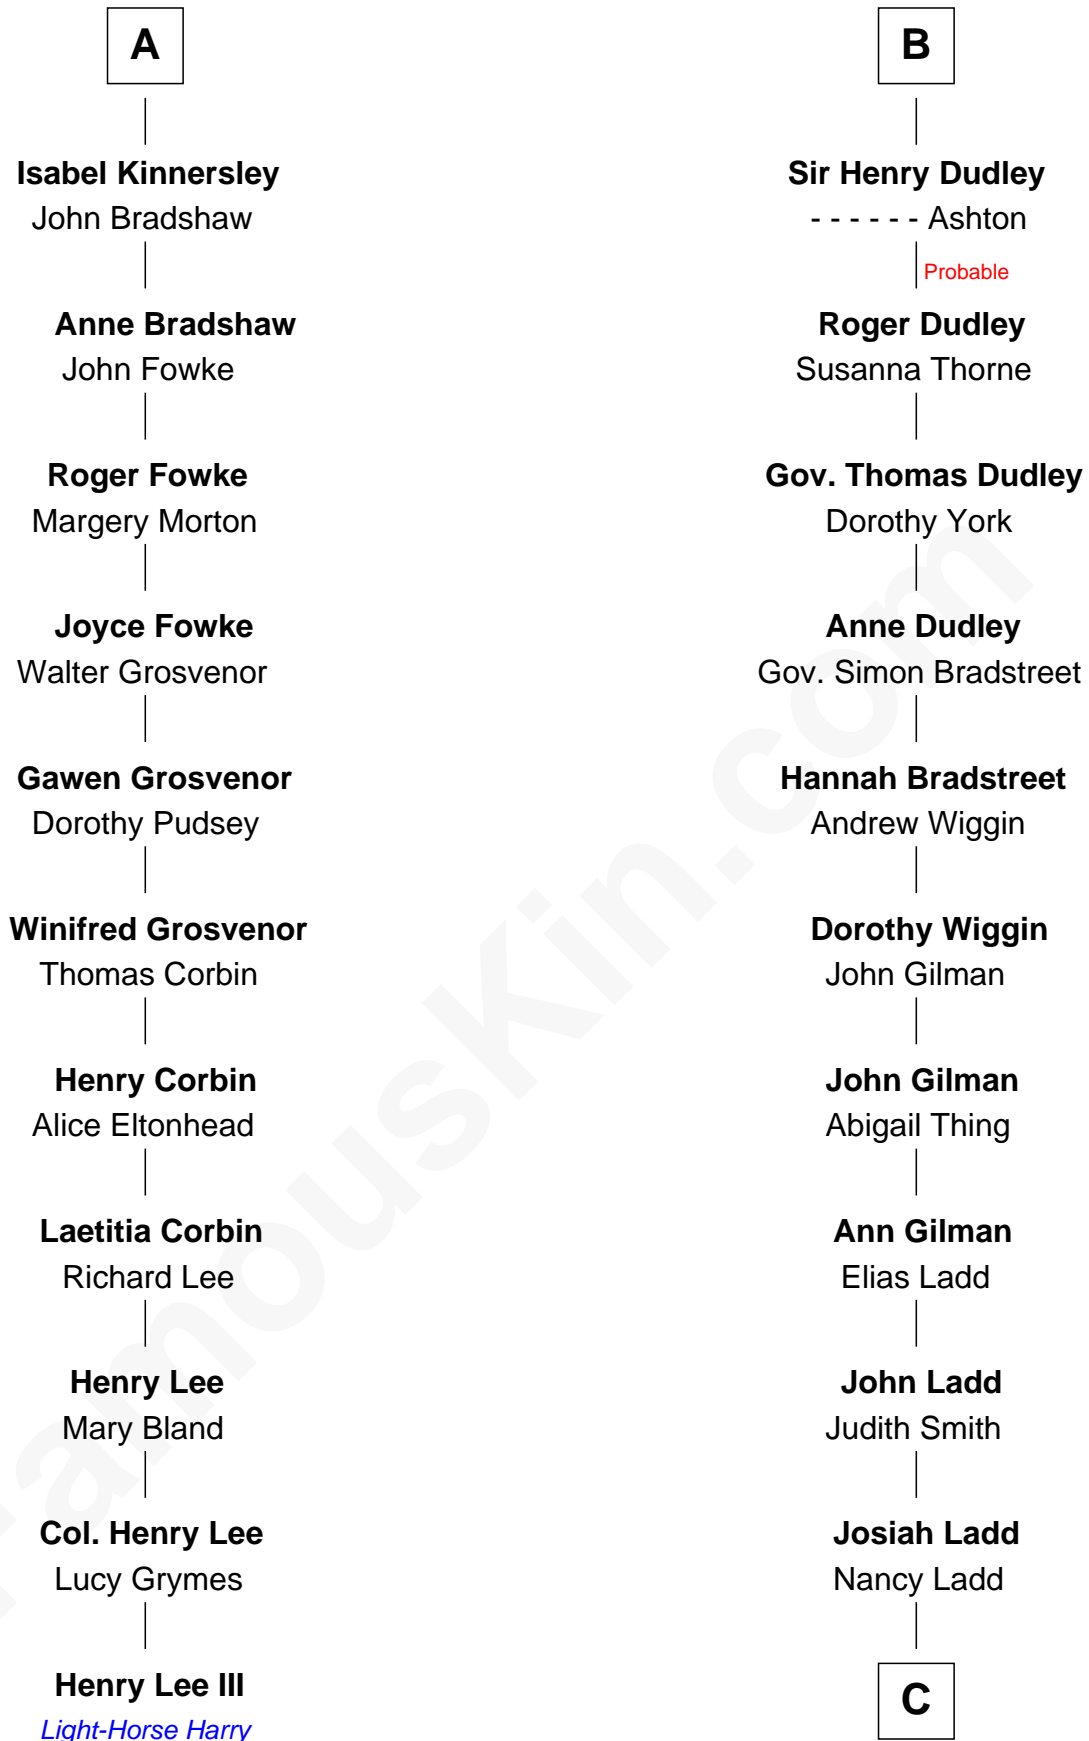 A
Isabel Kinnersley
John Bradshaw
Anne Bradshaw
John Fowke
Roger Fowke
Margery Morton
Joyce Fowke
Walter Grosvenor
Gawen Grosvenor
Dorothy Pudsey
Winifred Grosvenor
Thomas Corbin
Henry Corbin
Alice Eltonhead
Laetitia Corbin
Richard Lee
Henry Lee
Mary Bland
Col. Henry Lee
Lucy Grymes
Henry Lee III
Light-Horse Harry
B
Sir Henry Dudley
- - - - - - Ashton
Probable
Roger Dudley
Susanna Thorne
Gov. Thomas Dudley
Dorothy York
Anne Dudley
Gov. Simon Bradstreet
Hannah Bradstreet
Andrew Wiggin
Dorothy Wiggin
John Gilman
John Gilman
Abigail Thing
Ann Gilman
Elias Ladd
John Ladd
Judith Smith
Josiah Ladd
Nancy Ladd
C
FamousKin.com